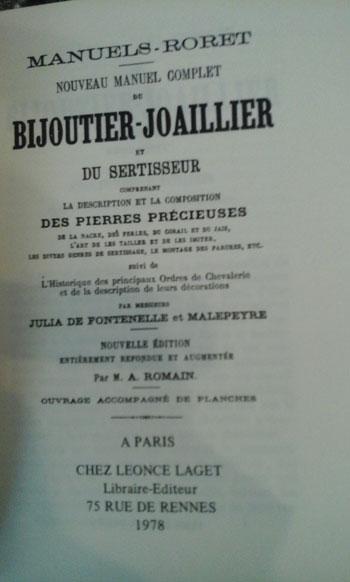 MANUELS-RORET
NOUVEAU MANUEL COMPLET
DU
BIJOUTIER-JOAILLIER
ET
DU SERTISSEUR
COMPRENANT
LA DESCRIPTION ET LA COMPOSITION
DES PIERRES PRÉCIEUSES
DE LA NACRE, DES PERLES, DU CORAIL ET DU JAIS,
L'ART DE LES TAILLER ET DE LES IMITER,
LES DIVERS GENRES DE SERTISSAGE, LE MONTAGE DES PARURES, ETC.
suivi de
L'Historique des principaux Ordres de Chevalerie
et de la description de leurs décorations
PAR MESSIEURS
JULIA DE FONTENELLE et MALEPEYRE
NOUVELLE ÉDITION
ENTIÈREMENT REFONDUE ET AUGMENTÉE
Par M. A. ROMAIN.
OUVRAGE ACCOMPAGNÉ DE PLANCHES
A PARIS
CHEZ LEONCE LAGET
Libraire-Editeur
75 RUE DE RENNES
1978